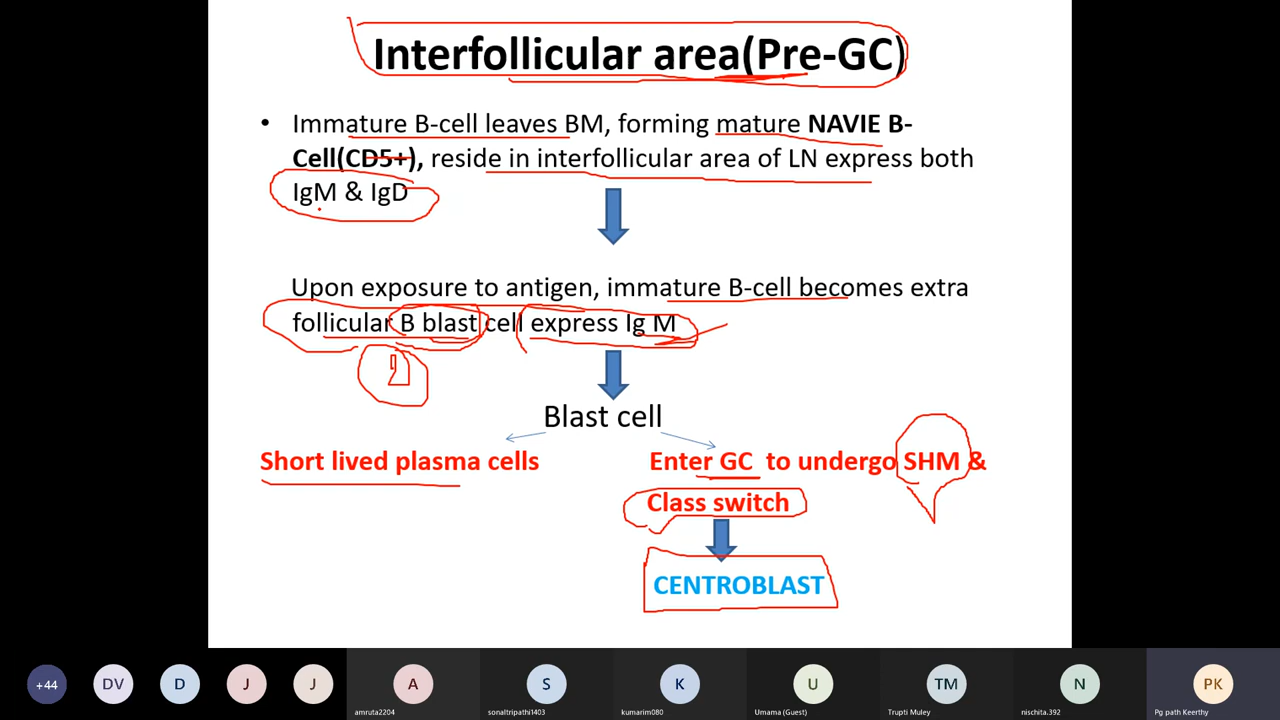 Interfollicular area(Pre-GC)
• Immature B-cell leaves BM, forming mature NAVIE B-
Cell(CD5+), reside in interfollicular area of LN express both
IgM & IgD
Upon exposure to antigen, immature B-cell becomes extra
follicular B blast cell express Ig M
Blast cell
Short lived plasma cells
Enter GC to undergo SHM &
Class switch
CENTROBLAST
+44 DV D J J A S K U TM N PK
amruta2204 sonaltripathi1403 kumarim080 Umama (Guest) Trupti Muley nischita.392 Pg path Keerthy